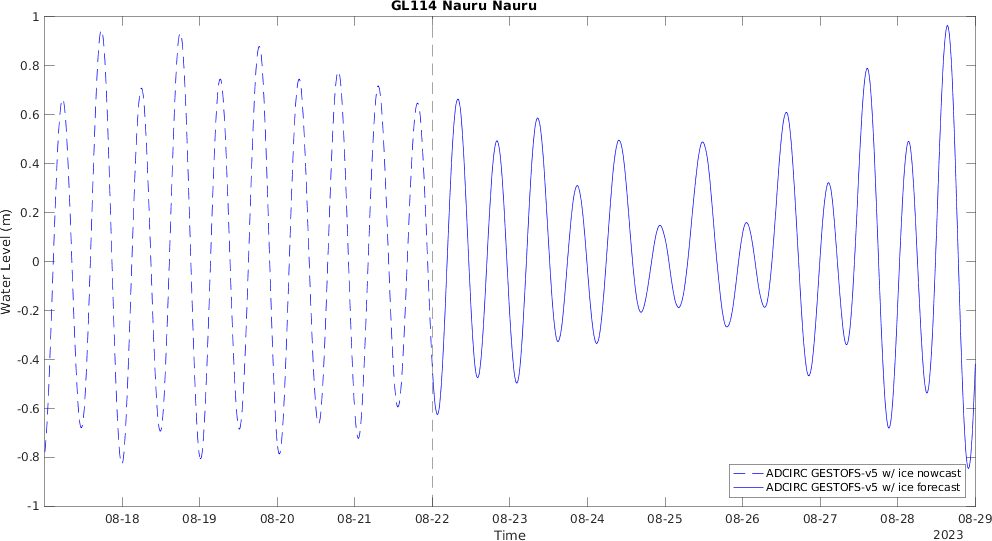 GL114 Nauru Nauru
Water Level (m)
1
0.8
0.6
0.4
0.2
0
-0.2
-0.4
-0.6
-0.8
-1
ADCIRC GESTOFS-v5 w/ ice nowcast
ADCIRC GESTOFS-v5 w/ ice forecast
08-18 08-19 08-20 08-21 08-22 08-23 08-24 08-25 08-26 08-27 08-28 08-29
Time
2023